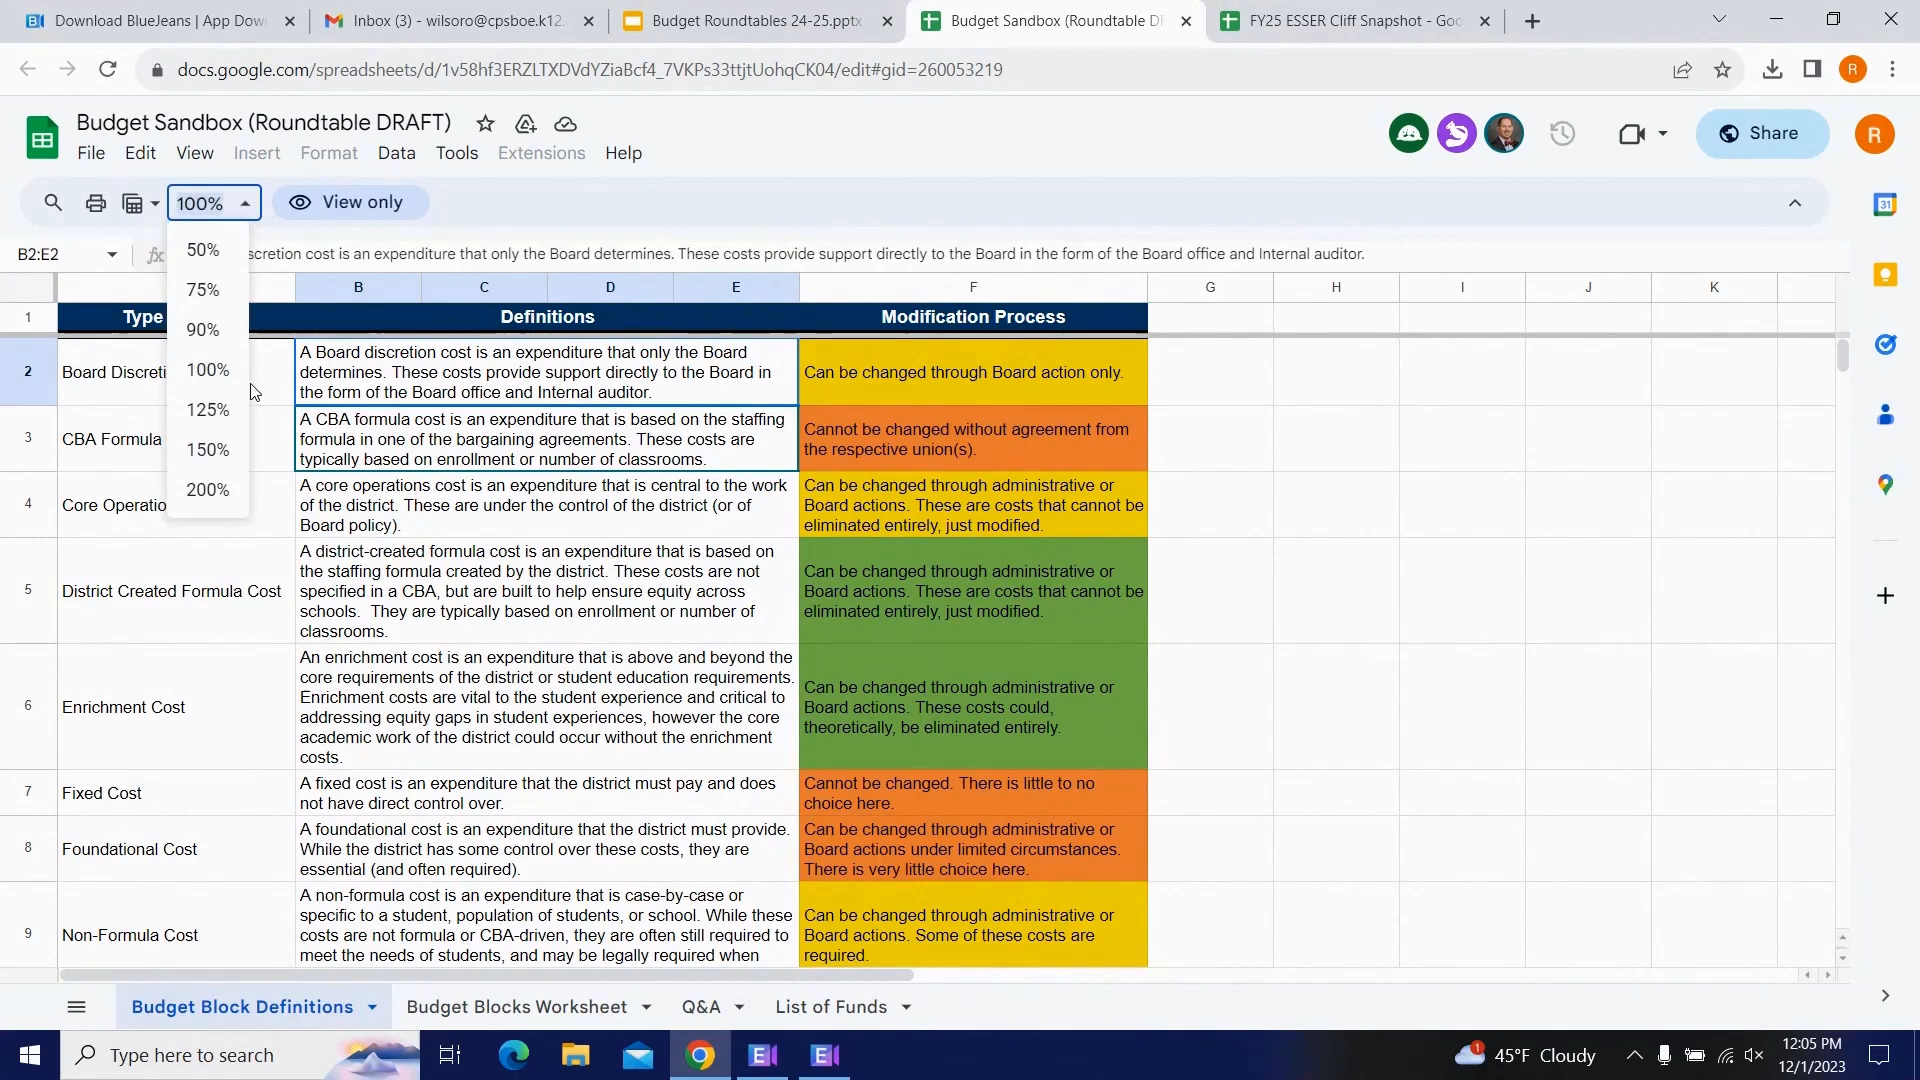 Download BlueJeans | App Dow
Inbox (3) - wilsoro@cpsboe.k12.
Budget Roundtables 24-25.pptx
Budget Sandbox (Roundtable DR
FY25 ESSER Cliff Snapshot - Goo
docs.google.com/spreadsheets/d/1v58hf3ERZLTXDVdYZiaBcf4_7VKPs33ttjtUohqCK04/edit#gid=260053219
R
Budget Sandbox (Roundtable DRAFT)
File Edit View Insert Format Data Tools Extensions Help
Share
R
100%
View only
50%
75%
90%
100%
125%
150%
200%
B2:E2
fx
scretion cost is an expenditure that only the Board determines. These costs provide support directly to the Board in the form of the Board office and Internal auditor.
B C D E F G H I J K
1 Type Definitions Modification Process
2 Board Discreti
A Board discretion cost is an expenditure that only the Board
determines. These costs provide support directly to the Board in
the form of the Board office and Internal auditor.
Can be changed through Board action only.
3 CBA Formula
A CBA formula cost is an expenditure that is based on the staffing
formula in one of the bargaining agreements. These costs are
typically based on enrollment or number of classrooms.
Cannot be changed without agreement from
the respective union(s).
4 Core Operatio
A core operations cost is an expenditure that is central to the work
of the district. These are under the control of the district (or of
Board policy).
Can be changed through administrative or
Board actions. These are costs that cannot be
eliminated entirely, just modified.
5 District Created Formula Cost
A district-created formula cost is an expenditure that is based on
the staffing formula created by the district. These costs are not
specified in a CBA, but are built to help ensure equity across
schools. They are typically based on enrollment or number of
classrooms.
Can be changed through administrative or
Board actions. These are costs that cannot be
eliminated entirely, just modified.
6 Enrichment Cost
An enrichment cost is an expenditure that is above and beyond the
core requirements of the district or student education requirements.
Enrichment costs are vital to the student experience and critical to
addressing equity gaps in student experiences, however the core
academic work of the district could occur without the enrichment
costs.
Can be changed through administrative or
Board actions. These costs could,
theoretically, be eliminated entirely.
7 Fixed Cost
A fixed cost is an expenditure that the district must pay and does
not have direct control over.
Cannot be changed. There is little to no
choice here.
8 Foundational Cost
A foundational cost is an expenditure that the district must provide.
While the district has some control over these costs, they are
essential (and often required).
Can be changed through administrative or
Board actions under limited circumstances.
There is very little choice here.
9 Non-Formula Cost
A non-formula cost is an expenditure that is case-by-case or
specific to a student, population of students, or school. While these
costs are not formula or CBA-driven, they are often still required to
meet the needs of students, and may be legally required when
Can be changed through administrative or
Board actions. Some of these costs are
required.
31
Budget Block Definitions Budget Blocks Worksheet Q&A List of Funds
Type here to search
1
45°F Cloudy
12:05 PM
12/1/2023